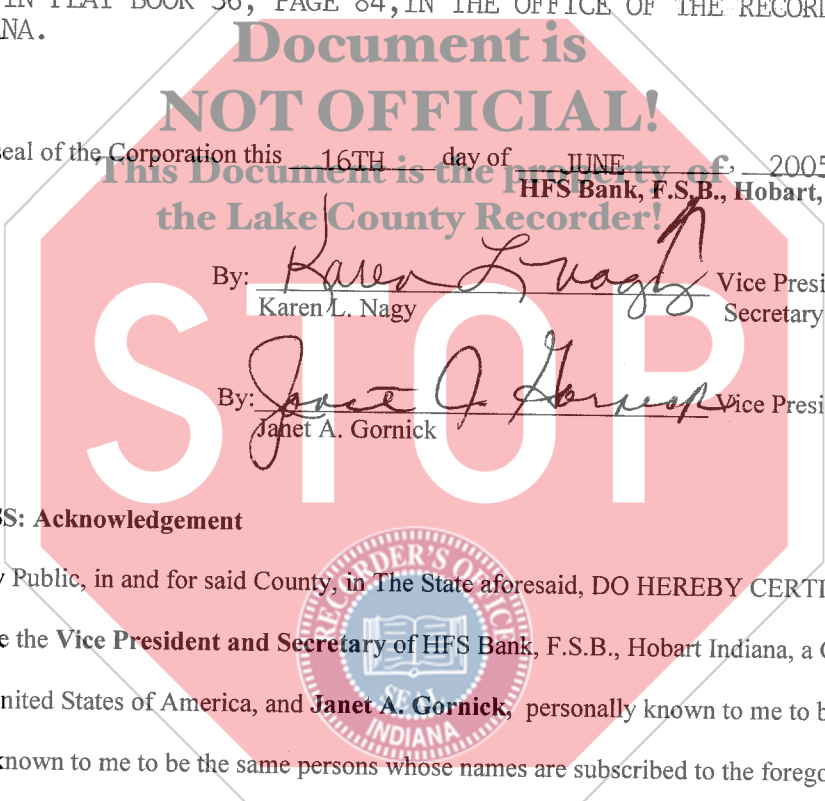 IN PLAT BOOK 36, PAGE 84, IN THE OFFICE OF THE RECORD
NA.
Document is
NOT OFFICIAL!
seal of the Corporation this 16TH day of JUNE, 2005
This Document is the property of
HFS Bank, F.S.B., Hobart,
the Lake County Recorder!
By: Karen L. Nagy Vice Presi
Karen L. Nagy Secretary
STOP
By: Janet A. Gornick Vice Presi
Janet A. Gornick
SS: Acknowledgement
y Public, in and for said County, in The State aforesaid, DO HEREBY CERTI
e the Vice President and Secretary of HFS Bank, F.S.B., Hobart Indiana, a C
nited States of America, and Janet A. Gornick, personally known to me to b
known to me to be the same persons whose names are subscribed to the forego
RECORDER'S OFFICE
SEAL
INDIANA